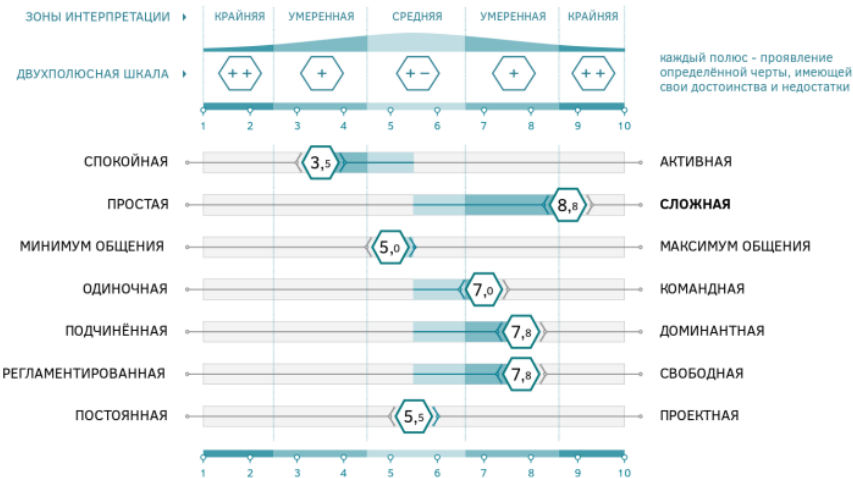 ЗОНЫ ИНТЕРПРЕТАЦИИ КРАЙНЯЯ УМЕРЕННАЯ СРЕДНЯЯ УМЕРЕННАЯ КРАЙНЯЯ
ДВУХПОЛЮСНАЯ ШКАЛА ++ + +− + ++
каждый полюс - проявление
определённой черты, имеющей
свои достоинства и недостатки
1 2 3 4 5 6 7 8 9 10
СПОКОЙНАЯ 3,5 АКТИВНАЯ
ПРОСТАЯ 8,8 СЛОЖНАЯ
МИНИМУМ ОБЩЕНИЯ 5,0 МАКСИМУМ ОБЩЕНИЯ
ОДИНОЧНАЯ 7,0 КОМАНДНАЯ
ПОДЧИНЁННАЯ 7,8 ДОМИНАНТНАЯ
РЕГЛАМЕНТИРОВАННАЯ 7,8 СВОБОДНАЯ
ПОСТОЯННАЯ 5,5 ПРОЕКТНАЯ
1 2 3 4 5 6 7 8 9 10